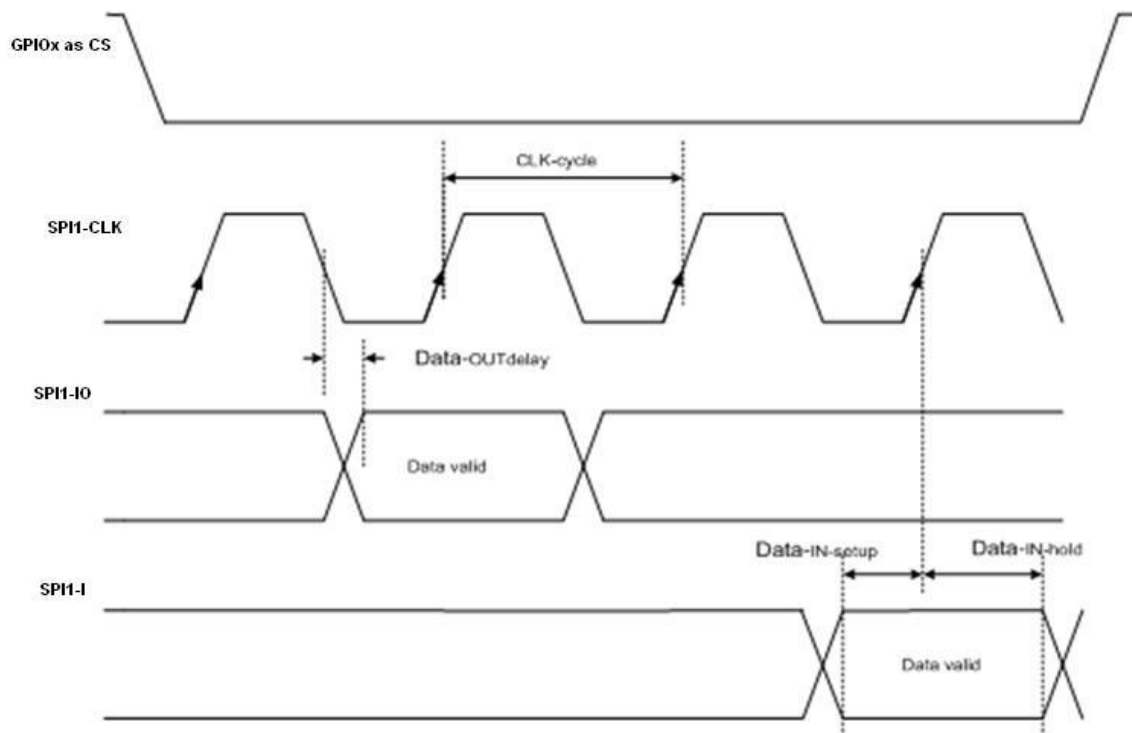 GPIOx as CS
CLK-cycle
SPI1-CLK
Data-OUTdelay
SPI1-IO
Data valid
Data-IN-setup
Data-IN-hold
SPI1-I
Data valid